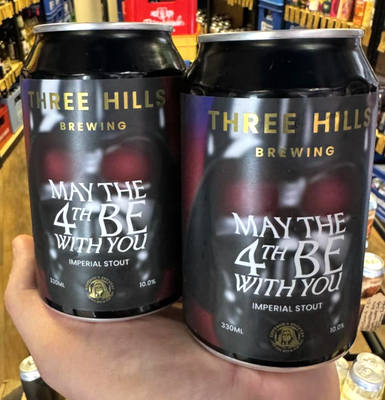 THREE HILLS
BREWING
MAY THE
4TH BE
WITH YOU
IMPERIAL STOUT
330ML
10.0%
THREE HILLS
BREWING
MAY THE
4TH BE
WITH YOU
IMPERIAL STOUT
330ML
10.0%